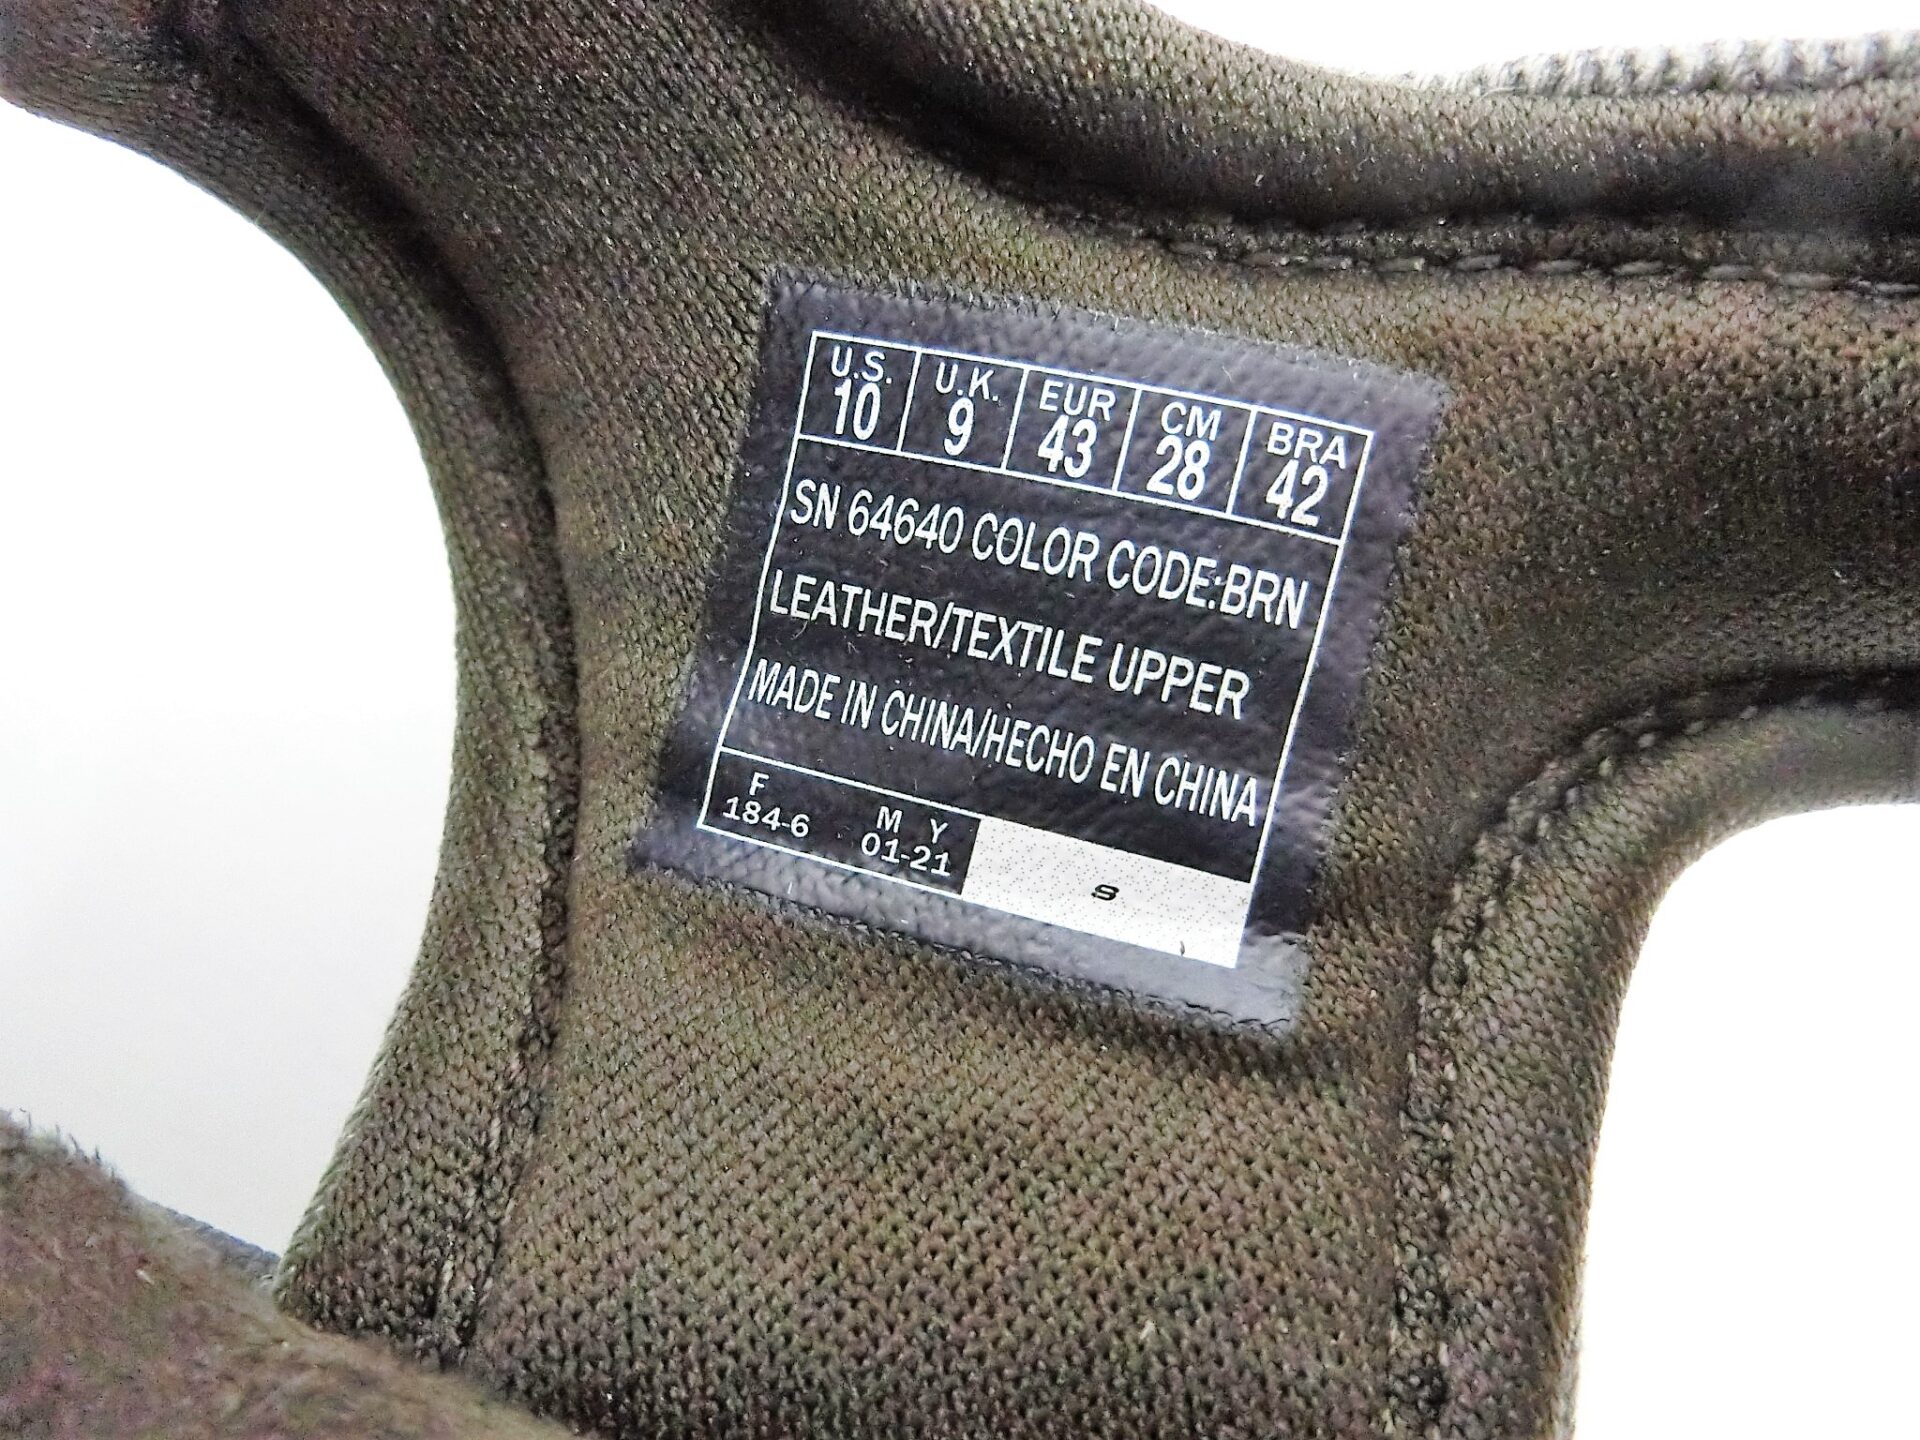 U.S. U.K. EUR CM BRA
10 9 43 28 42
SN 64640 COLOR CODE:BRN
LEATHER/TEXTILE UPPER
MADE IN CHINA/HECHO EN CHINA
F M Y
184-6 01-21